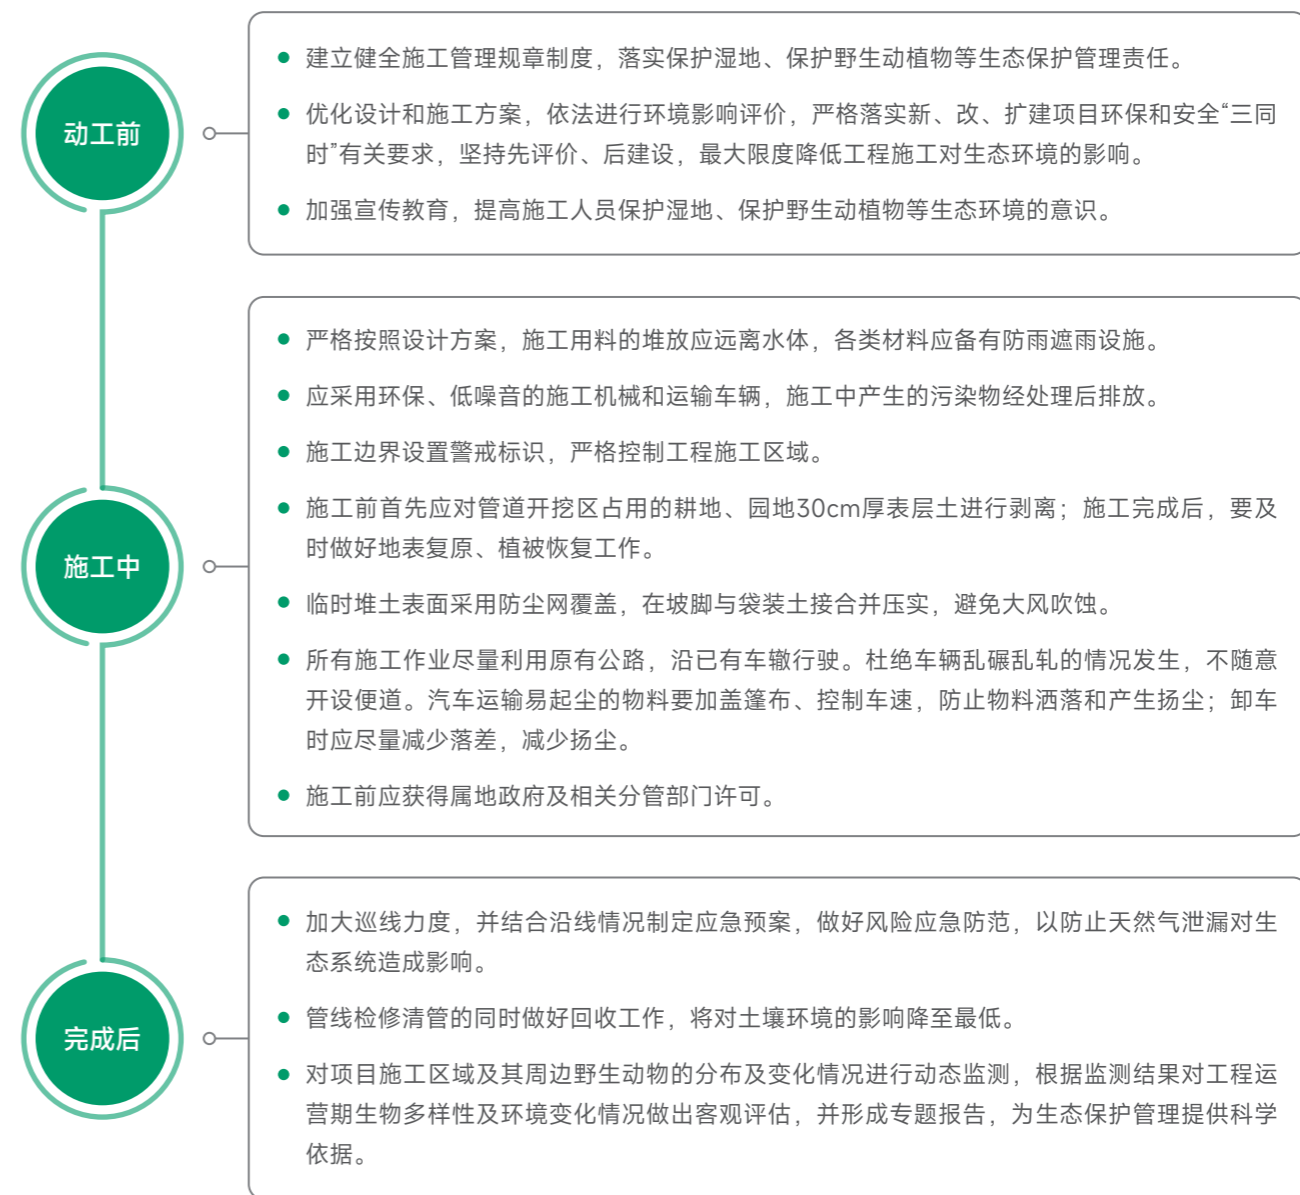 动工前
建立健全施工管理规章制度，落实保护湿地、保护野生动植物等生态保护管理责任。
优化设计和施工方案，依法进行环境影响评价，严格落实新、改、扩建项目环保和安全“三同
时”有关要求，坚持先评价、后建设，最大限度降低工程施工对生态环境的影响。
加强宣传教育，提高施工人员保护湿地、保护野生动植物等生态环境的意识。
施工中
严格按照设计方案，施工用料的堆放应远离水体，各类材料应备有防雨遮雨设施。
应采用环保、低噪音的施工机械和运输车辆，施工中产生的污染物经处理后排放。
施工边界设置警戒标识，严格控制工程施工区域。
施工前首先应对管道开挖区占用的耕地、园地30cm厚表层土进行剥离；施工完成后，要及
时做好地表复原、植被恢复工作。
临时堆土表面采用防尘网覆盖，在坡脚与袋装土接合并压实，避免大风吹蚀。
所有施工作业尽量利用原有公路，沿已有车辙行驶。杜绝车辆乱碾乱轧的情况发生，不随意
开设便道。汽车运输易起尘的物料要加盖篷布、控制车速，防止物料洒落和产生扬尘；卸车
时应尽量减少落差，减少扬尘。
施工前应获得属地政府及相关分管部门许可。
完成后
加大巡线力度，并结合沿线情况制定应急预案，做好风险应急防范，以防止天然气泄漏对生
态系统造成影响。
管线检修清管的同时做好回收工作，将对土壤环境的影响降至最低。
对项目施工区域及其周边野生动物的分布及变化情况进行动态监测，根据监测结果对工程运
营期生物多样性及环境变化情况做出客观评估，并形成专题报告，为生态保护管理提供科学
依据。